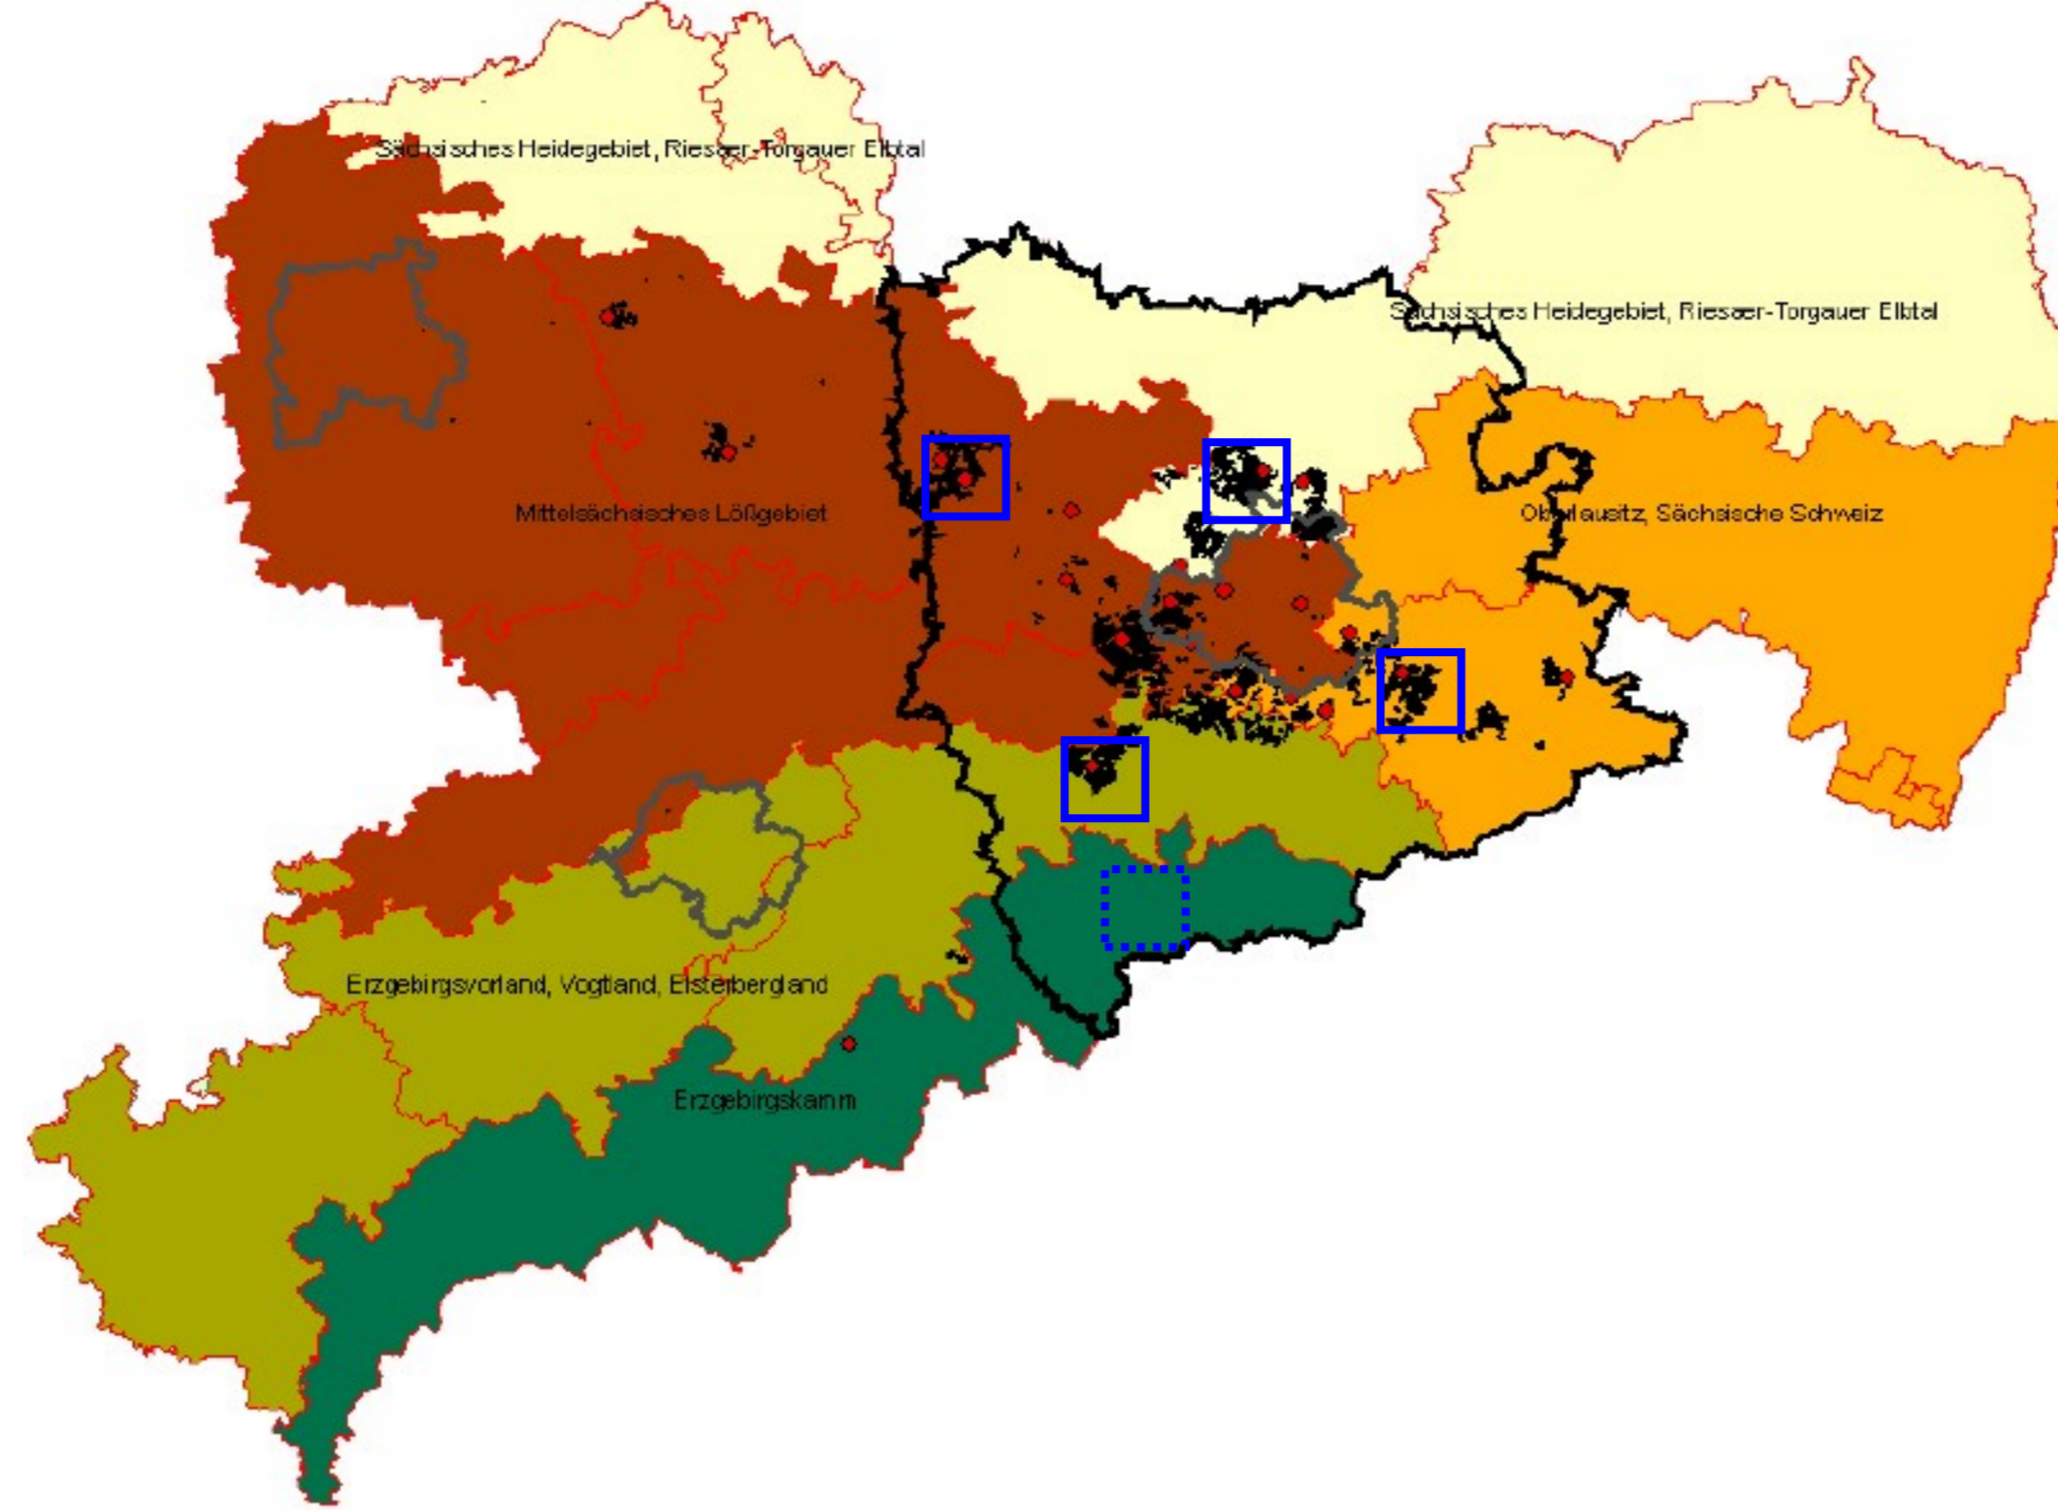 Sächsisches Heidegebiet, Riesaer-Torgauer Elbtal
Sächsisches Heidegebiet, Riesaer-Torgauer Elbtal
Mittelsächsisches Lößgebiet
Oberlausitz, Sächsische Schweiz
Erzgebirgsvorland, Vogtland, Elsterbergland
Erzgebirgskamm